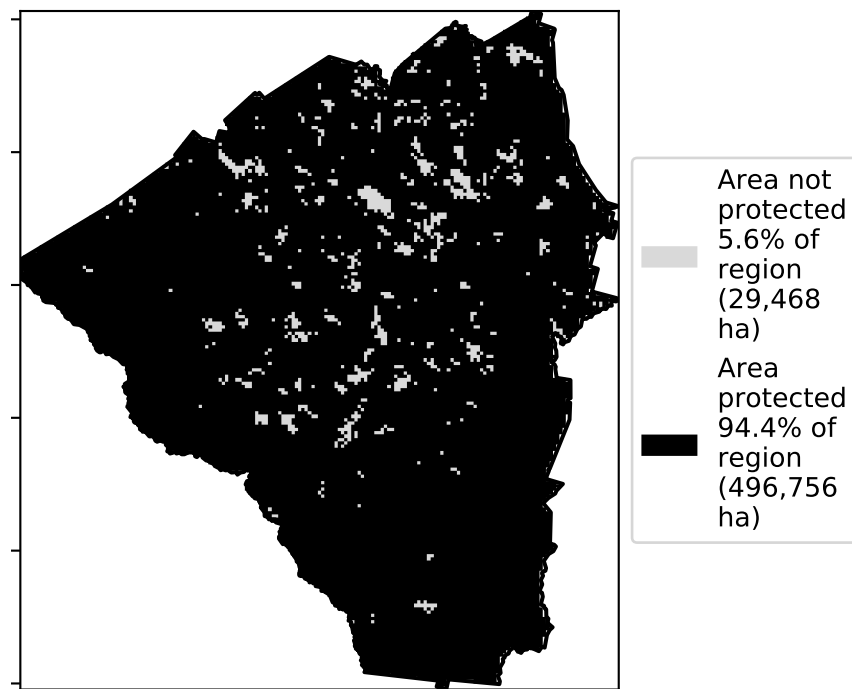 Area not
protected
5.6% of
region
(29,468
ha)
Area
protected
94.4% of
region
(496,756
ha)